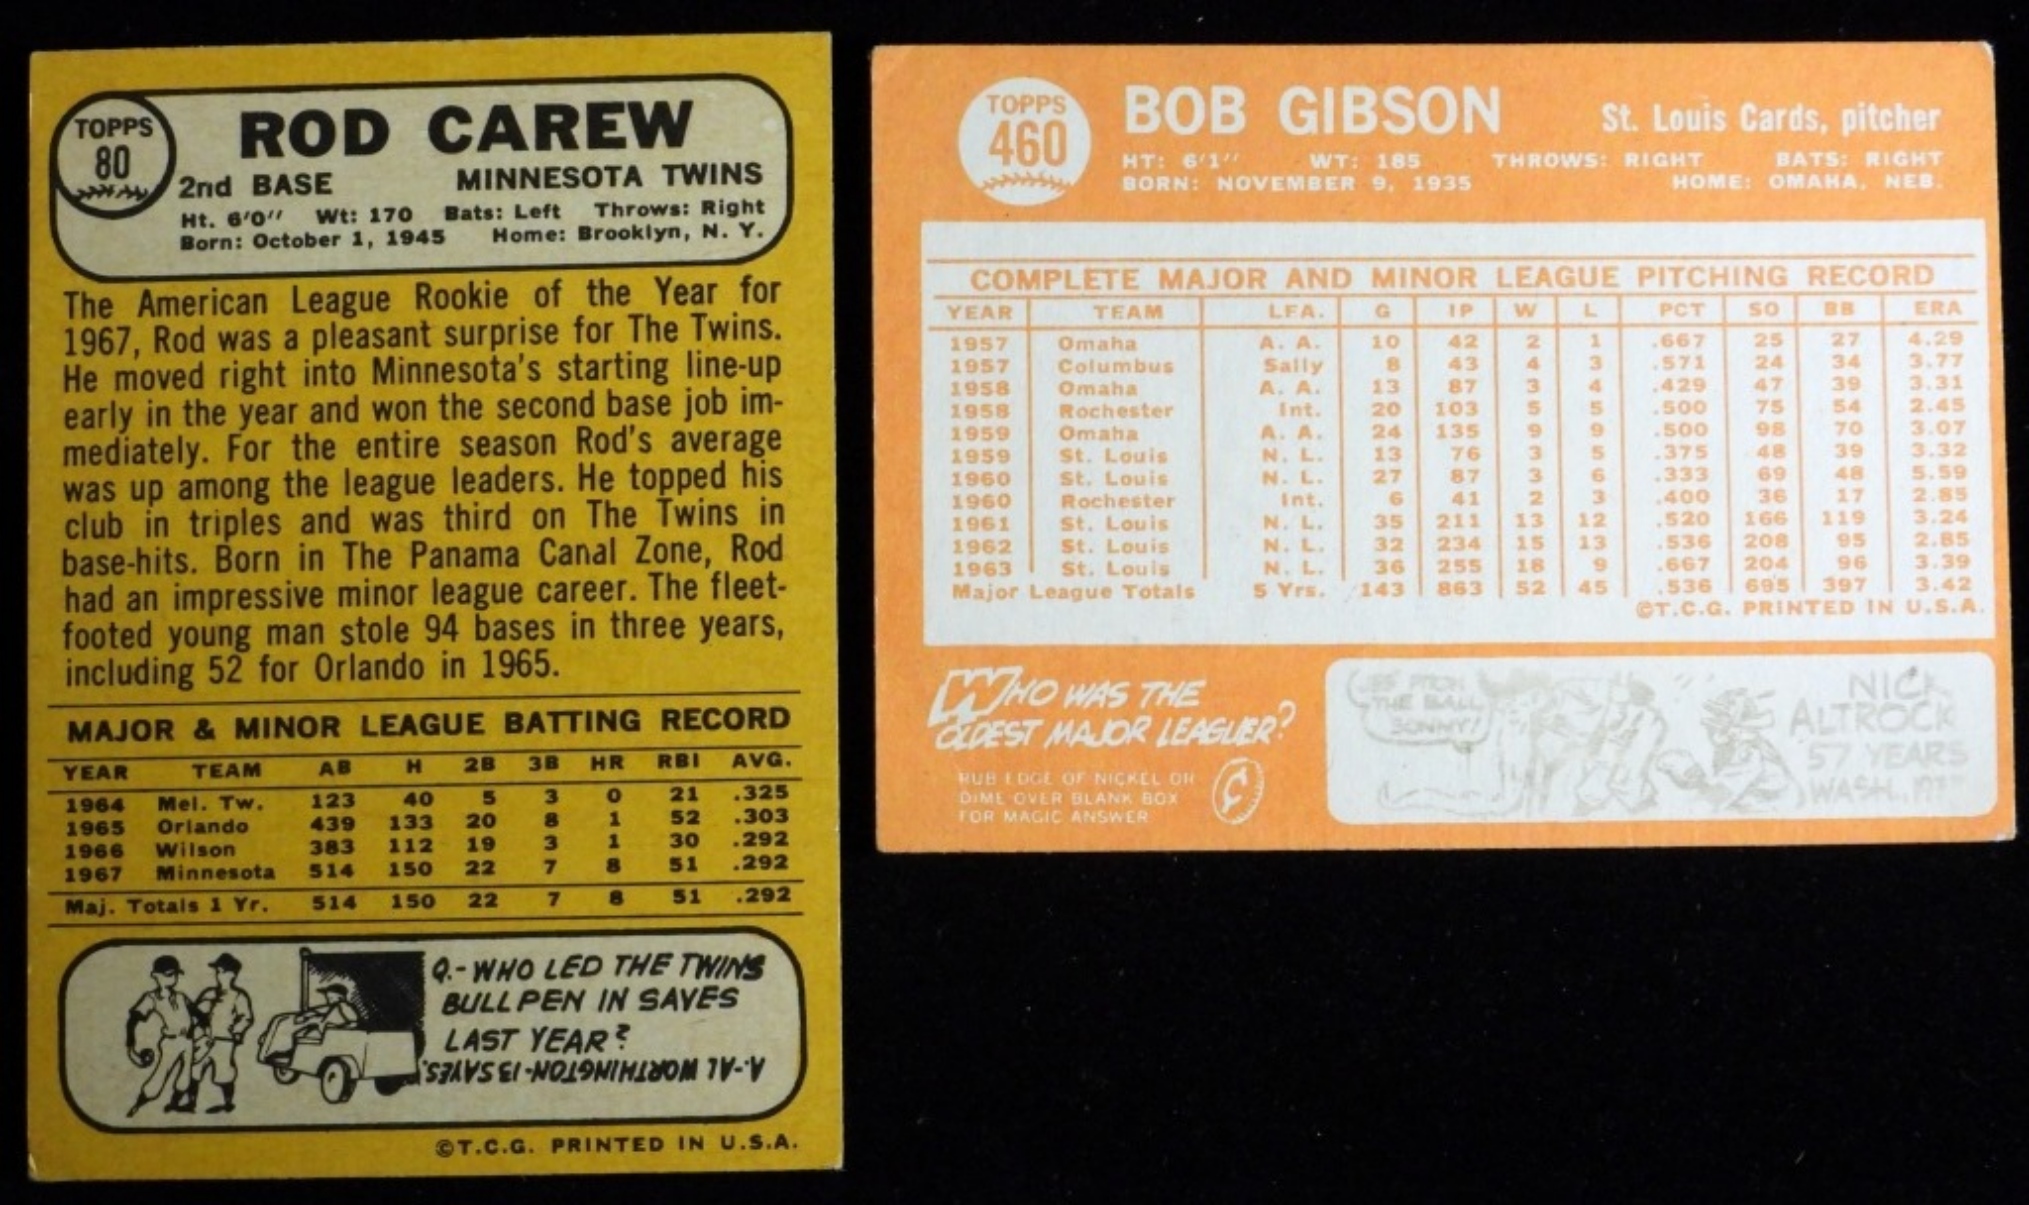 TOPPS
80
ROD CAREW
2nd BASE MINNESOTA TWINS
Ht. 6'0" Wt: 170 Bats: Left Throws: Right
Born: October 1, 1945 Home: Brooklyn, N. Y.
The American League Rookie of the Year for
1967, Rod was a pleasant surprise for The Twins.
He moved right into Minnesota's starting line-up
early in the year and won the second base job im-
mediately. For the entire season Rod's average
was up among the league leaders. He topped his
club in triples and was third on The Twins in
base-hits. Born in The Panama Canal Zone, Rod
had an impressive minor league career. The fleet-
footed young man stole 94 bases in three years,
including 52 for Orlando in 1965.
MAJOR & MINOR LEAGUE BATTING RECORD
YEAR TEAM AB H 2B 3B HR RBI AVG.
1964 Mel. Tw. 123 40 5 3 0 21 .325
1965 Orlando 439 133 20 8 1 52 .303
1966 Wilson 383 112 19 3 1 30 .292
1967 Minnesota 514 150 22 7 8 51 .292
Maj. Totals 1 Yr. 514 150 22 7 8 51 .292
Q.-WHO LED THE TWINS
BULLPEN IN SAVES
LAST YEAR?
A.-AL WORTHINGTON-13 SAVES.
©T.C.G. PRINTED IN U.S.A.
TOPPS
460
BOB GIBSON St. Louis Cards, pitcher
HT: 6'1" WT: 185 THROWS: RIGHT BATS: RIGHT
BORN: NOVEMBER 9, 1935 HOME: OMAHA, NEB.
COMPLETE MAJOR AND MINOR LEAGUE PITCHING RECORD
YEAR TEAM LEA. G IP W L PCT SO BB ERA
1957 Omaha A. A. 10 42 2 1 .667 25 27 4.29
1957 Columbus Sally 8 43 4 3 .571 24 34 3.77
1958 Omaha A. A. 13 87 3 4 .429 47 39 3.31
1958 Rochester Int. 20 103 5 5 .500 75 54 2.45
1959 Omaha A. A. 24 135 9 9 .500 98 70 3.07
1959 St. Louis N. L. 13 76 3 5 .375 48 39 3.32
1960 St. Louis N. L. 27 87 3 6 .333 69 48 5.59
1960 Rochester Int. 6 41 2 3 .400 36 17 2.85
1961 St. Louis N. L. 35 211 13 12 .520 166 119 3.24
1962 St. Louis N. L. 32 234 15 13 .536 208 95 2.85
1963 St. Louis N. L. 36 255 18 9 .667 204 96 3.39
Major League Totals 5 Yrs. 143 863 52 45 .536 695 397 3.42
©T.C.G. PRINTED IN U.S.A.
WHO WAS THE
OLDEST MAJOR LEAGUER?
RUB EDGE OF NICKEL OR
DIME OVER BLANK BOX
FOR MAGIC ANSWER
THE BALL
SONNY!
NICK
ALTROCK
57 YEARS
WASH.